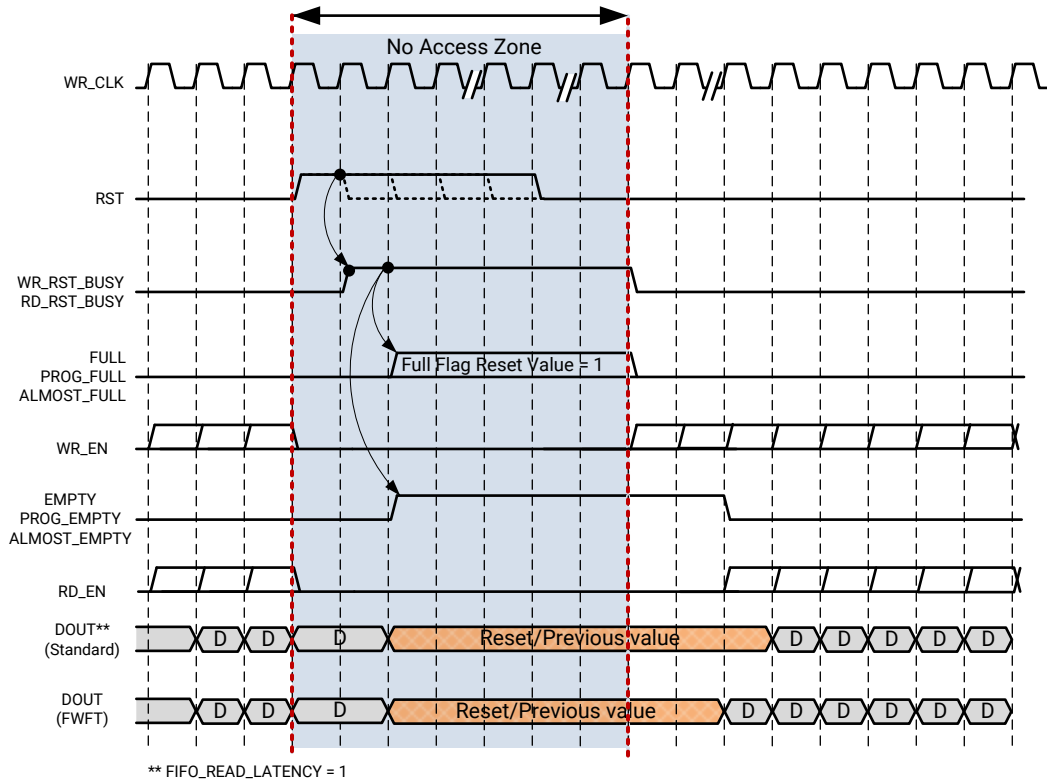 No Access Zone
WR_CLK
RST
WR_RST_BUSY
RD_RST_BUSY
FULL
PROG_FULL
ALMOST_FULL
Full Flag Reset Value = 1
WR_EN
EMPTY
PROG_EMPTY
ALMOST_EMPTY
RD_EN
DOUT**
(Standard)
D D D Reset/Previous value D D D D D
DOUT
(FWFT)
D D D Reset/Previous value D D D D D D
** FIFO_READ_LATENCY = 1